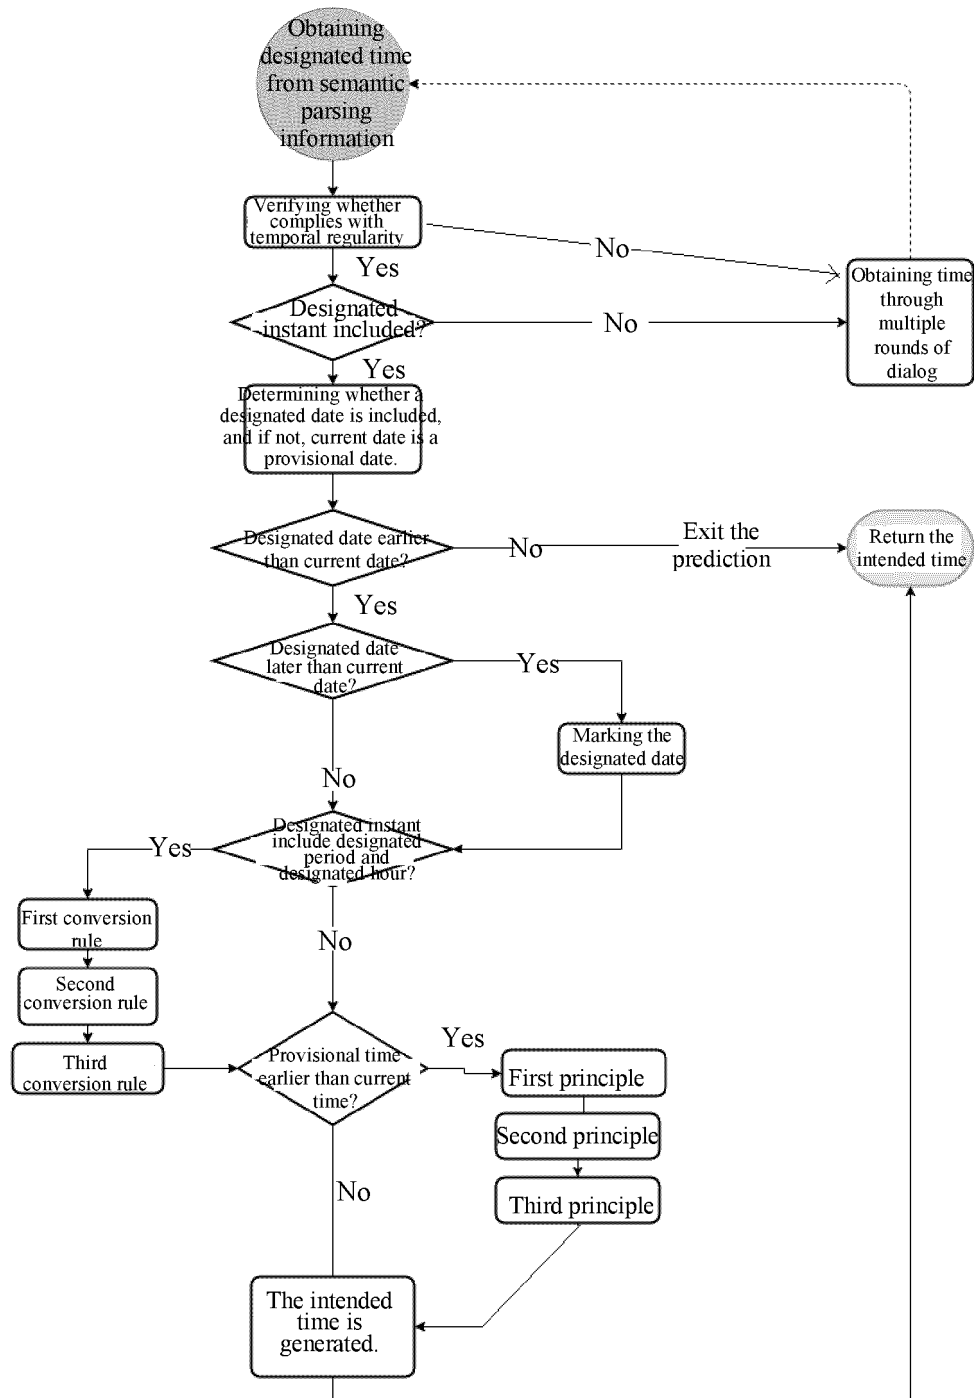 Obtaining
designated time
from semantic
parsing
information
Verifying whether
complies with
temporal regularity
No
Yes
Obtaining time
through
multiple
rounds of
dialog
Designated
instant included?
No
Yes
Determining whether a
designated date is included,
and if not, current date is a
provisional date.
Designated date earlier
than current date?
No
Exit the
prediction
Return the
intended time
Yes
Designated date
later than current
date?
Yes
Marking the
designated date
No
Designated instant
include designated
period and
designated hour?
Yes
First conversion
rule
No
Second
conversion rule
Third
conversion rule
Provisional time
earlier than current
time?
Yes
First principle
Second principle
Third principle
No
The intended
time is
generated.